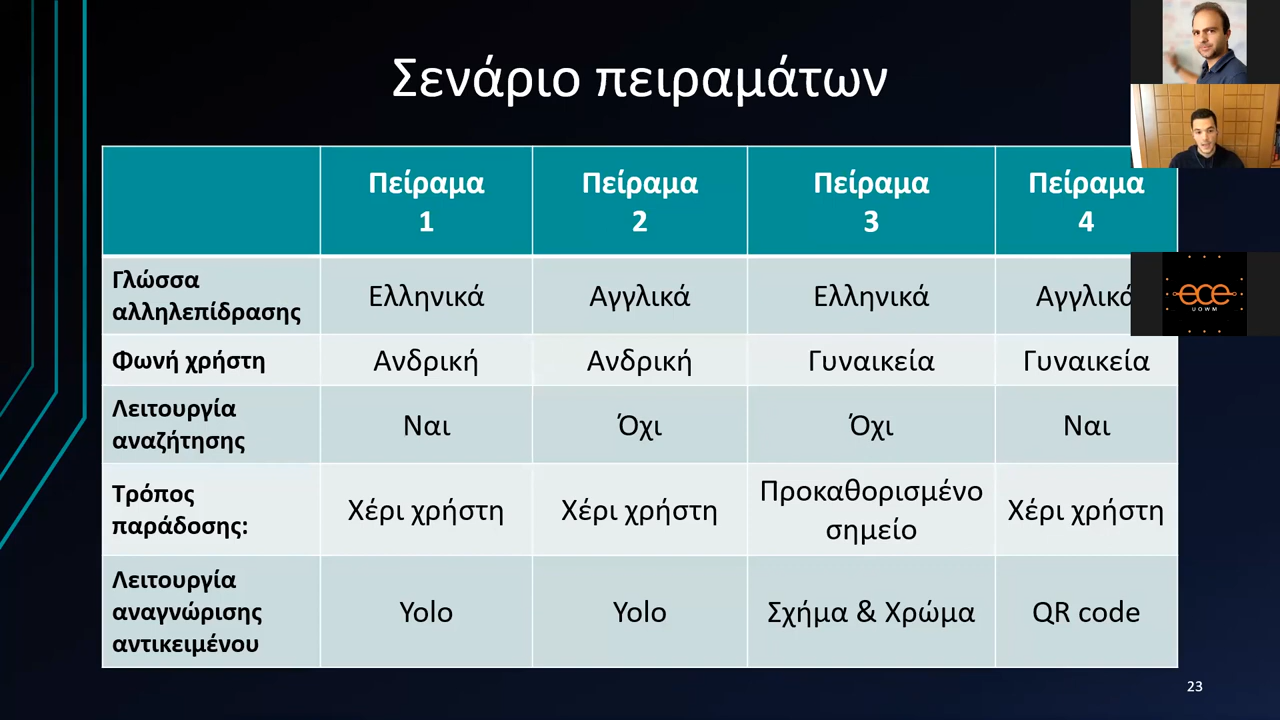 Σενάριο πειραμάτων
Πείραμα 1
Πείραμα 2
Πείραμα 3
Πείραμα 4
Γλώσσα αλληλεπίδρασης
Ελληνικά
Αγγλικά
Ελληνικά
Αγγλικά
Φωνή χρήστη
Ανδρική
Ανδρική
Γυναικεία
Γυναικεία
Λειτουργία αναζήτησης
Ναι
Όχι
Όχι
Ναι
Τρόπος παράδοσης:
Χέρι χρήστη
Χέρι χρήστη
Προκαθορισμένο σημείο
Χέρι χρήστη
Λειτουργία αναγνώρισης αντικειμένου
Yolo
Yolo
Σχήμα & Χρώμα
QR code
ece
UOWM
23